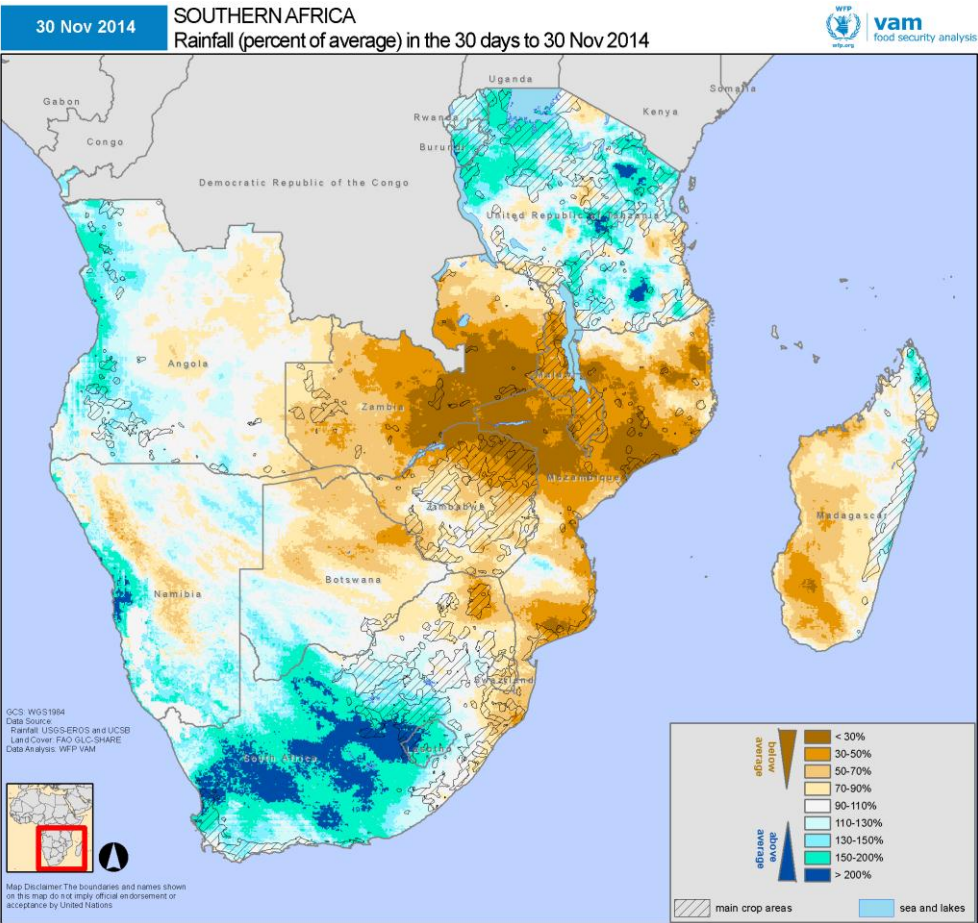 30 Nov 2014
SOUTHERN AFRICA
Rainfall (percent of average) in the 30 days to 30 Nov 2014
WFP
wfp.org
vam
food security analysis
Uganda
Somalia
Gabon
Kenya
Rwanda
Congo
Burundi
Democratic Republic of the Congo
United Republic of Tanzania
Angola
Malawi
Zambia
Mozambique
Zimbabwe
Madagascar
Botswana
Namibia
Swaziland
Lesotho
South Africa
GCS: WGS1984
Data Source:
Rainfall: USGS-EROS and UCSB
Land Cover: FAO GLC-SHARE
Data Analysis: WFP VAM
Map Disclaimer:The boundaries and names shown
on this map do not imply official endorsement or
acceptance by United Nations
below
average
above
average
< 30%
30-50%
50-70%
70-90%
90-110%
110-130%
130-150%
150-200%
> 200%
main crop areas
sea and lakes